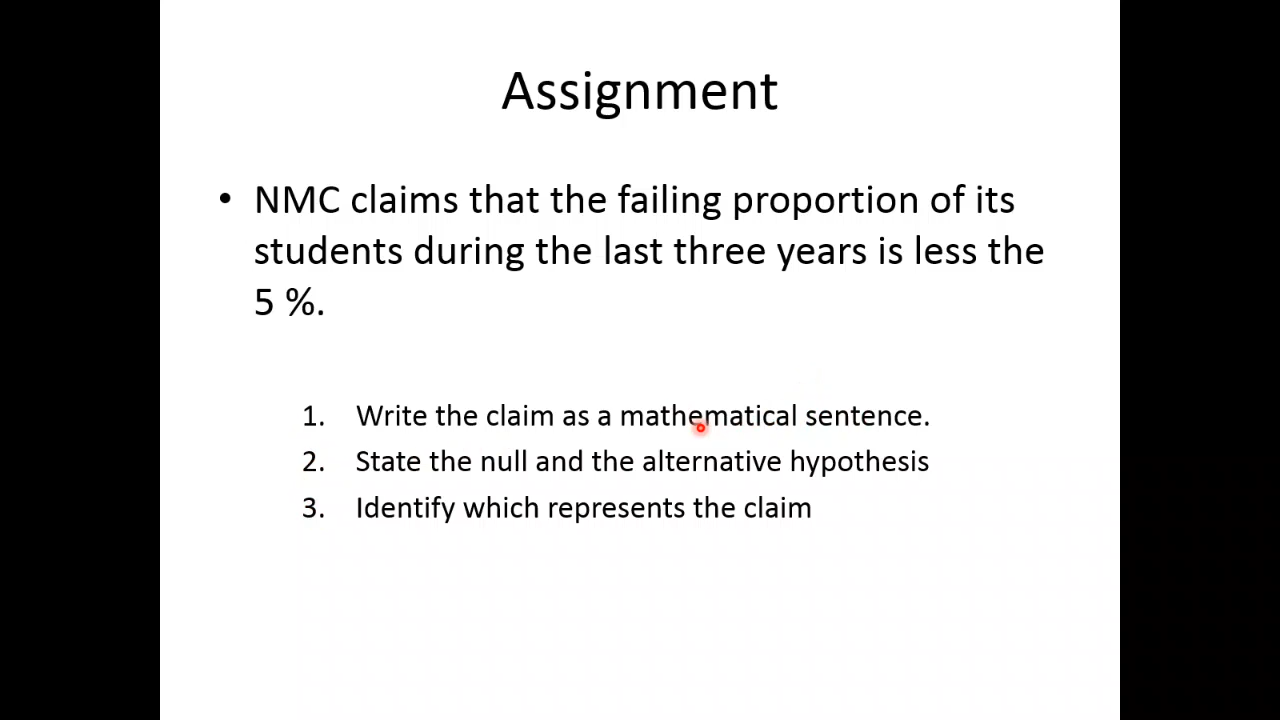 Assignment
• NMC claims that the failing proportion of its
students during the last three years is less the
5 %.
1. Write the claim as a mathematical sentence.
2. State the null and the alternative hypothesis
3. Identify which represents the claim